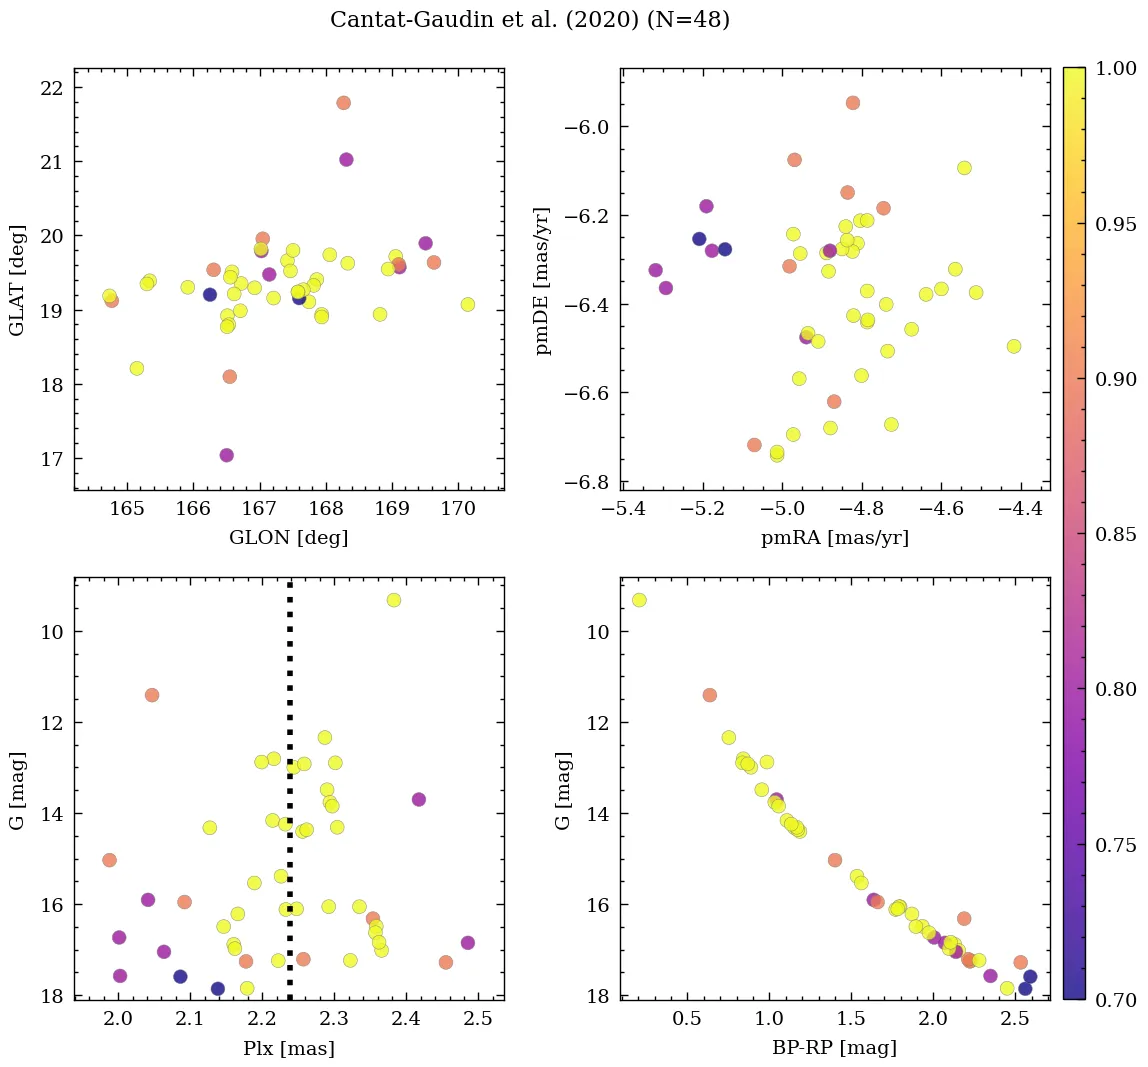 Cantat-Gaudin et al. (2020) (N=48)
22
21
20
19
18
17
GLAT [deg]
165 166 167 168 169 170
GLON [deg]
−6.0
−6.2
−6.4
−6.6
−6.8
pmDE [mas/yr]
−5.4 −5.2 −5.0 −4.8 −4.6 −4.4
pmRA [mas/yr]
10
12
14
16
18
G [mag]
2.0 2.1 2.2 2.3 2.4 2.5
Plx [mas]
10
12
14
16
18
G [mag]
0.5 1.0 1.5 2.0 2.5
BP-RP [mag]
1.00
0.95
0.90
0.85
0.80
0.75
0.70